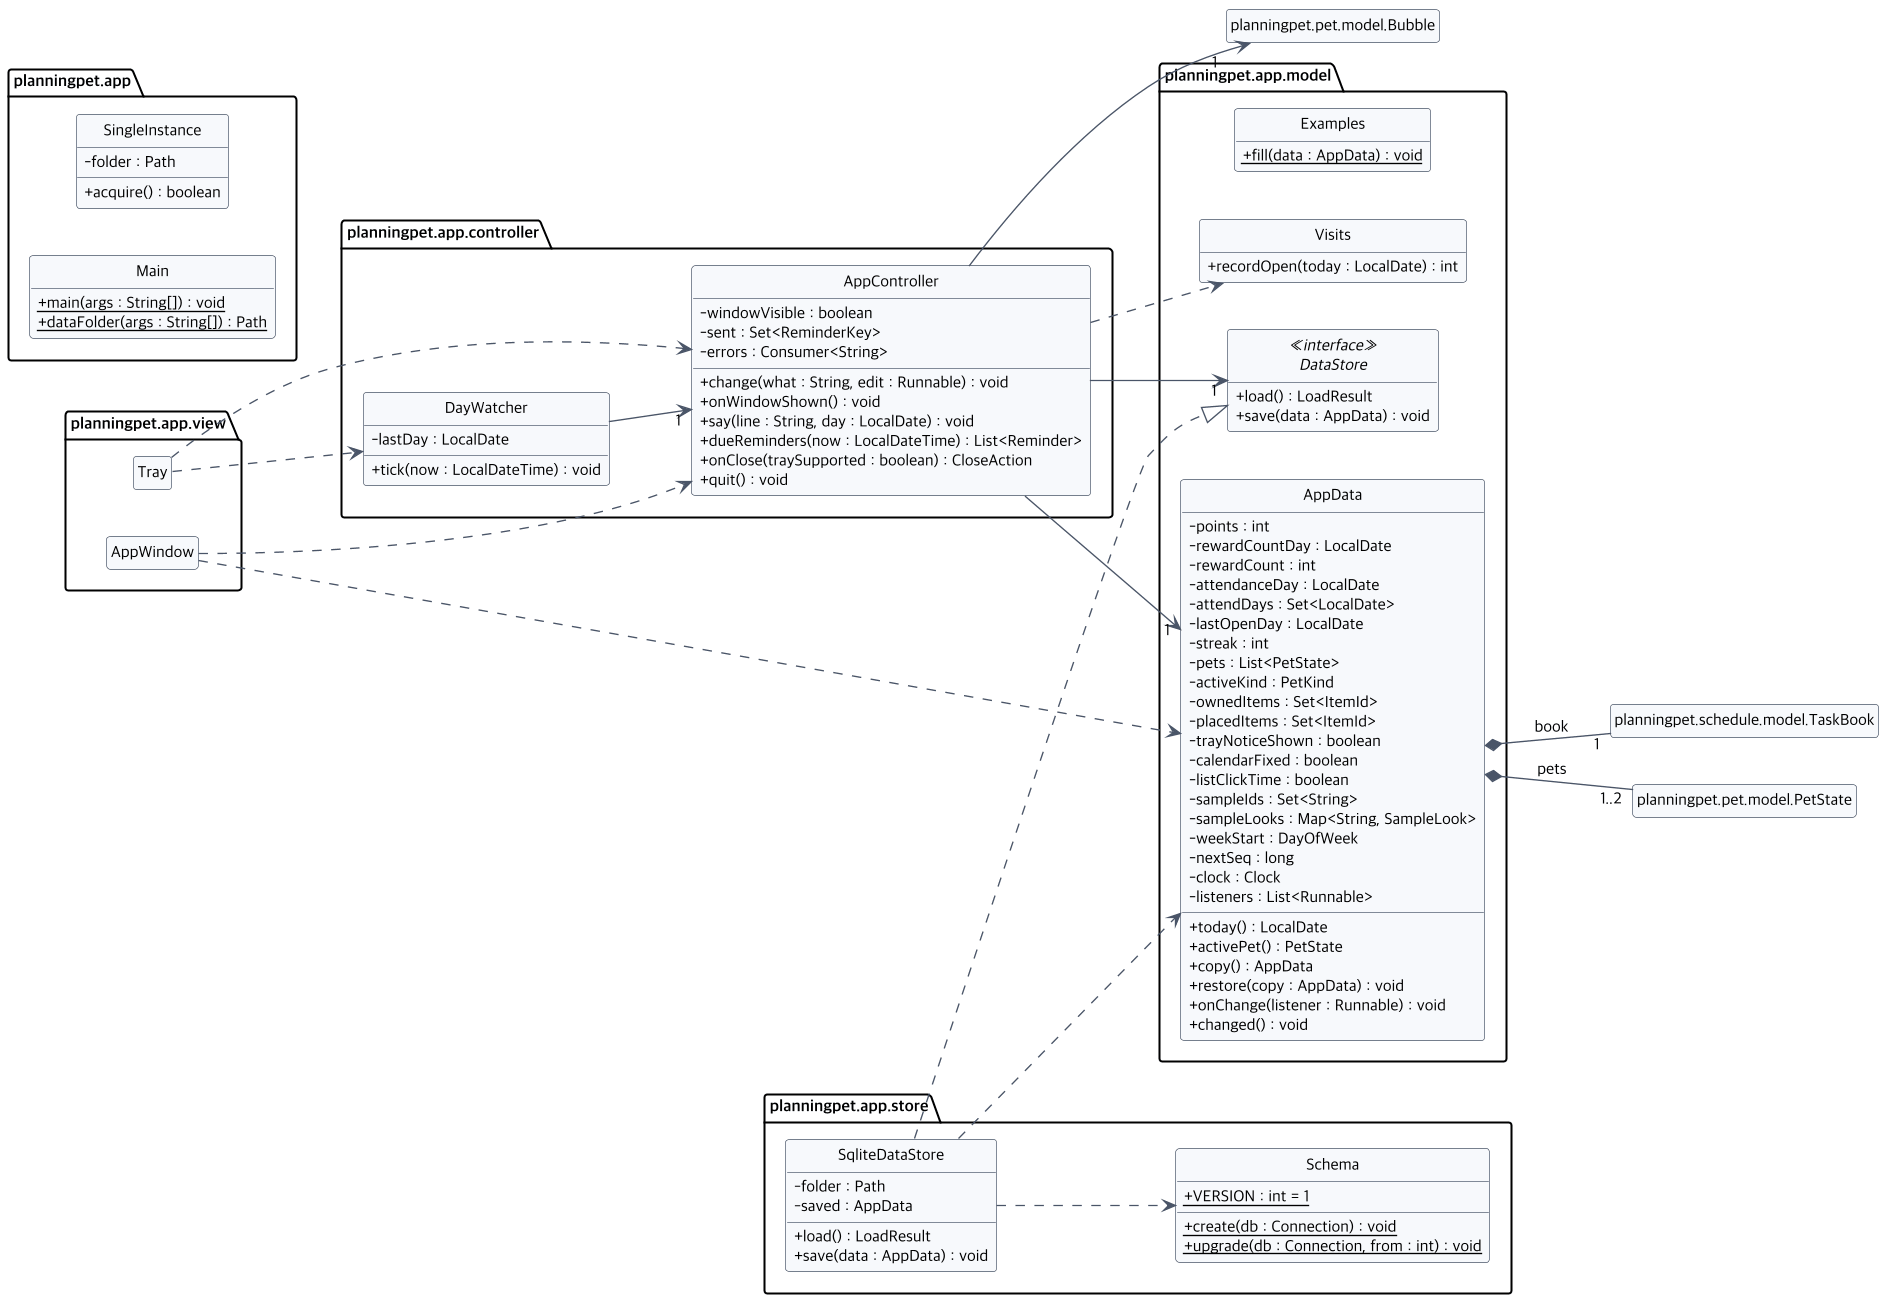 planningpet.pet.model.Bubble
1
planningpet.app
SingleInstance
-folder : Path
+acquire() : boolean
Main
+main(args : String[]) : void
+dataFolder(args : String[]) : Path
planningpet.app.view
Tray
AppWindow
planningpet.app.controller
DayWatcher
-lastDay : LocalDate
+tick(now : LocalDateTime) : void
1
AppController
-windowVisible : boolean
-sent : Set<ReminderKey>
-errors : Consumer<String>
+change(what : String, edit : Runnable) : void
+onWindowShown() : void
+say(line : String, day : LocalDate) : void
+dueReminders(now : LocalDateTime) : List<Reminder>
+onClose(traySupported : boolean) : CloseAction
+quit() : void
planningpet.app.model
Examples
+fill(data : AppData) : void
Visits
+recordOpen(today : LocalDate) : int
1
≪interface≫
DataStore
+load() : LoadResult
+save(data : AppData) : void
1
AppData
-points : int
-rewardCountDay : LocalDate
-rewardCount : int
-attendanceDay : LocalDate
-attendDays : Set<LocalDate>
-lastOpenDay : LocalDate
-streak : int
-pets : List<PetState>
-activeKind : PetKind
-ownedItems : Set<ItemId>
-placedItems : Set<ItemId>
-trayNoticeShown : boolean
-calendarFixed : boolean
-listClickTime : boolean
-sampleIds : Set<String>
-sampleLooks : Map<String, SampleLook>
-weekStart : DayOfWeek
-nextSeq : long
-clock : Clock
-listeners : List<Runnable>
+today() : LocalDate
+activePet() : PetState
+copy() : AppData
+restore(copy : AppData) : void
+onChange(listener : Runnable) : void
+changed() : void
book
1
planningpet.schedule.model.TaskBook
pets
1..2
planningpet.pet.model.PetState
planningpet.app.store
SqliteDataStore
-folder : Path
-saved : AppData
+load() : LoadResult
+save(data : AppData) : void
Schema
+VERSION : int = 1
+create(db : Connection) : void
+upgrade(db : Connection, from : int) : void